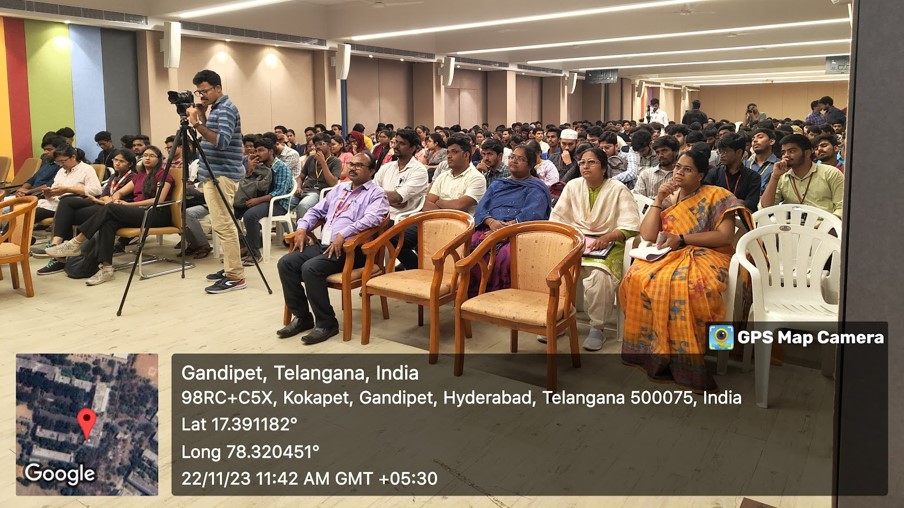 GPS Map Camera
Gandipet, Telangana, India
98RC+C5X, Kokapet, Gandipet, Hyderabad, Telangana 500075, India
Lat 17.391182°
Long 78.320451°
22/11/23 11:42 AM GMT +05:30
Google